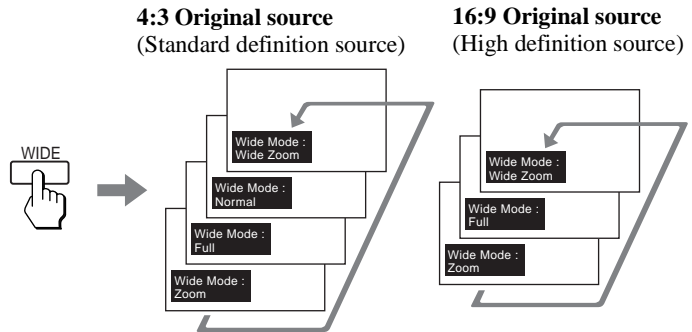 4:3 Original source
(Standard definition source)
16:9 Original source
(High definition source)
WIDE
Wide Mode :
Wide Zoom
Wide Mode :
Normal
Wide Mode :
Full
Wide Mode :
Zoom
Wide Mode :
Wide Zoom
Wide Mode :
Full
Wide Mode :
Zoom